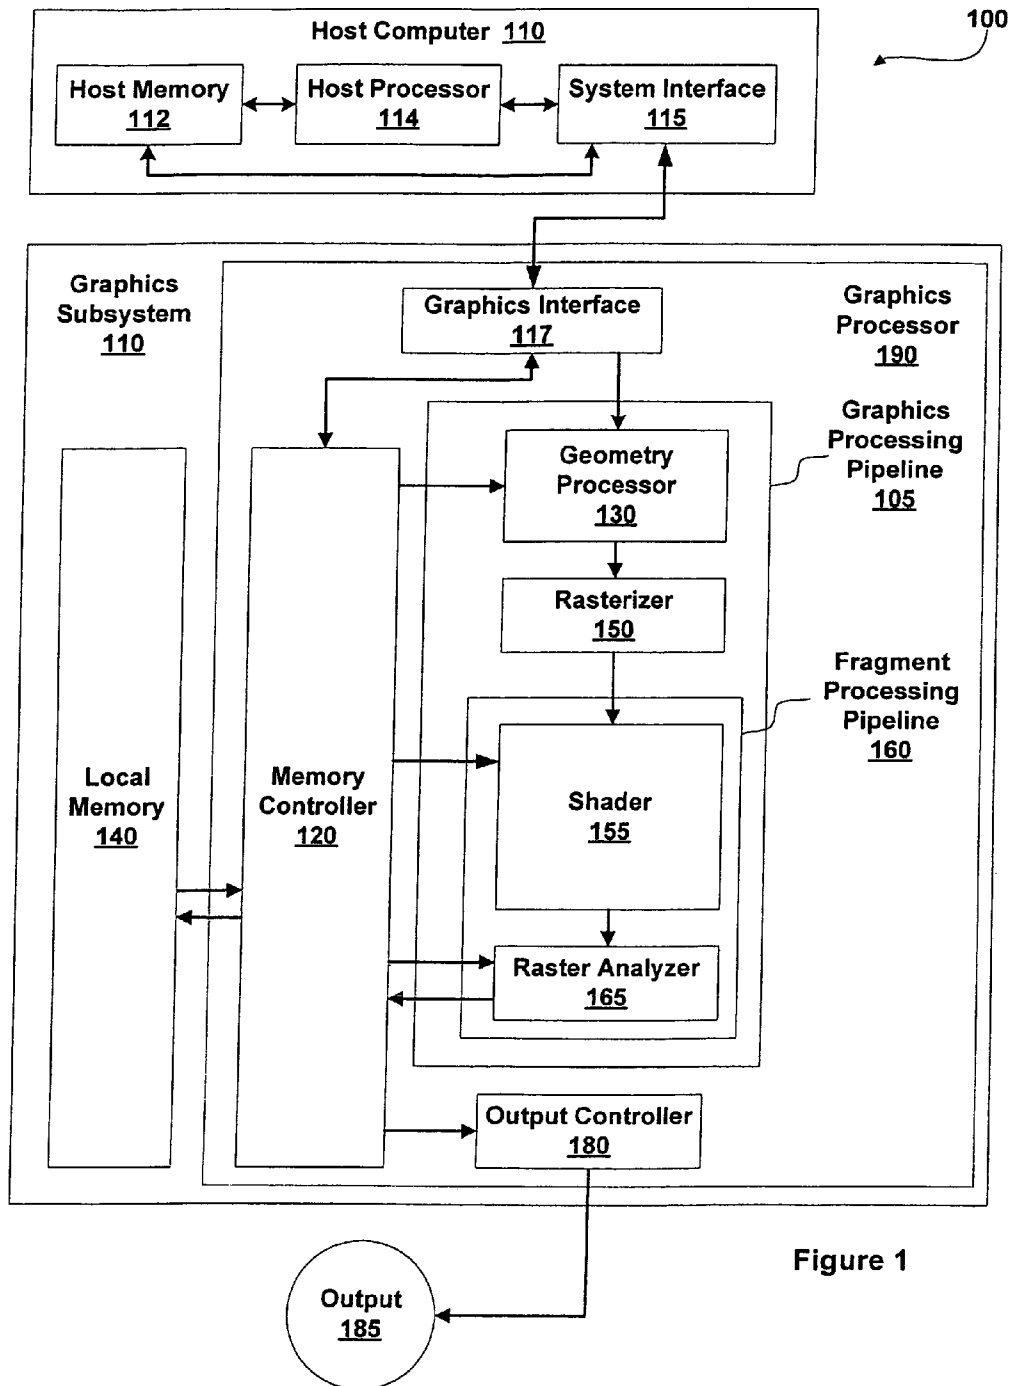 100
Host Computer 110
Host Memory
112
Host Processor
114
System Interface
115
Graphics
Subsystem
110
Graphics Interface
117
Graphics
Processor
190
Graphics
Processing
Pipeline
105
Geometry
Processor
130
Rasterizer
150
Fragment
Processing
Pipeline
160
Local
Memory
140
Memory
Controller
120
Shader
155
Raster Analyzer
165
Output Controller
180
Output
185
Figure 1